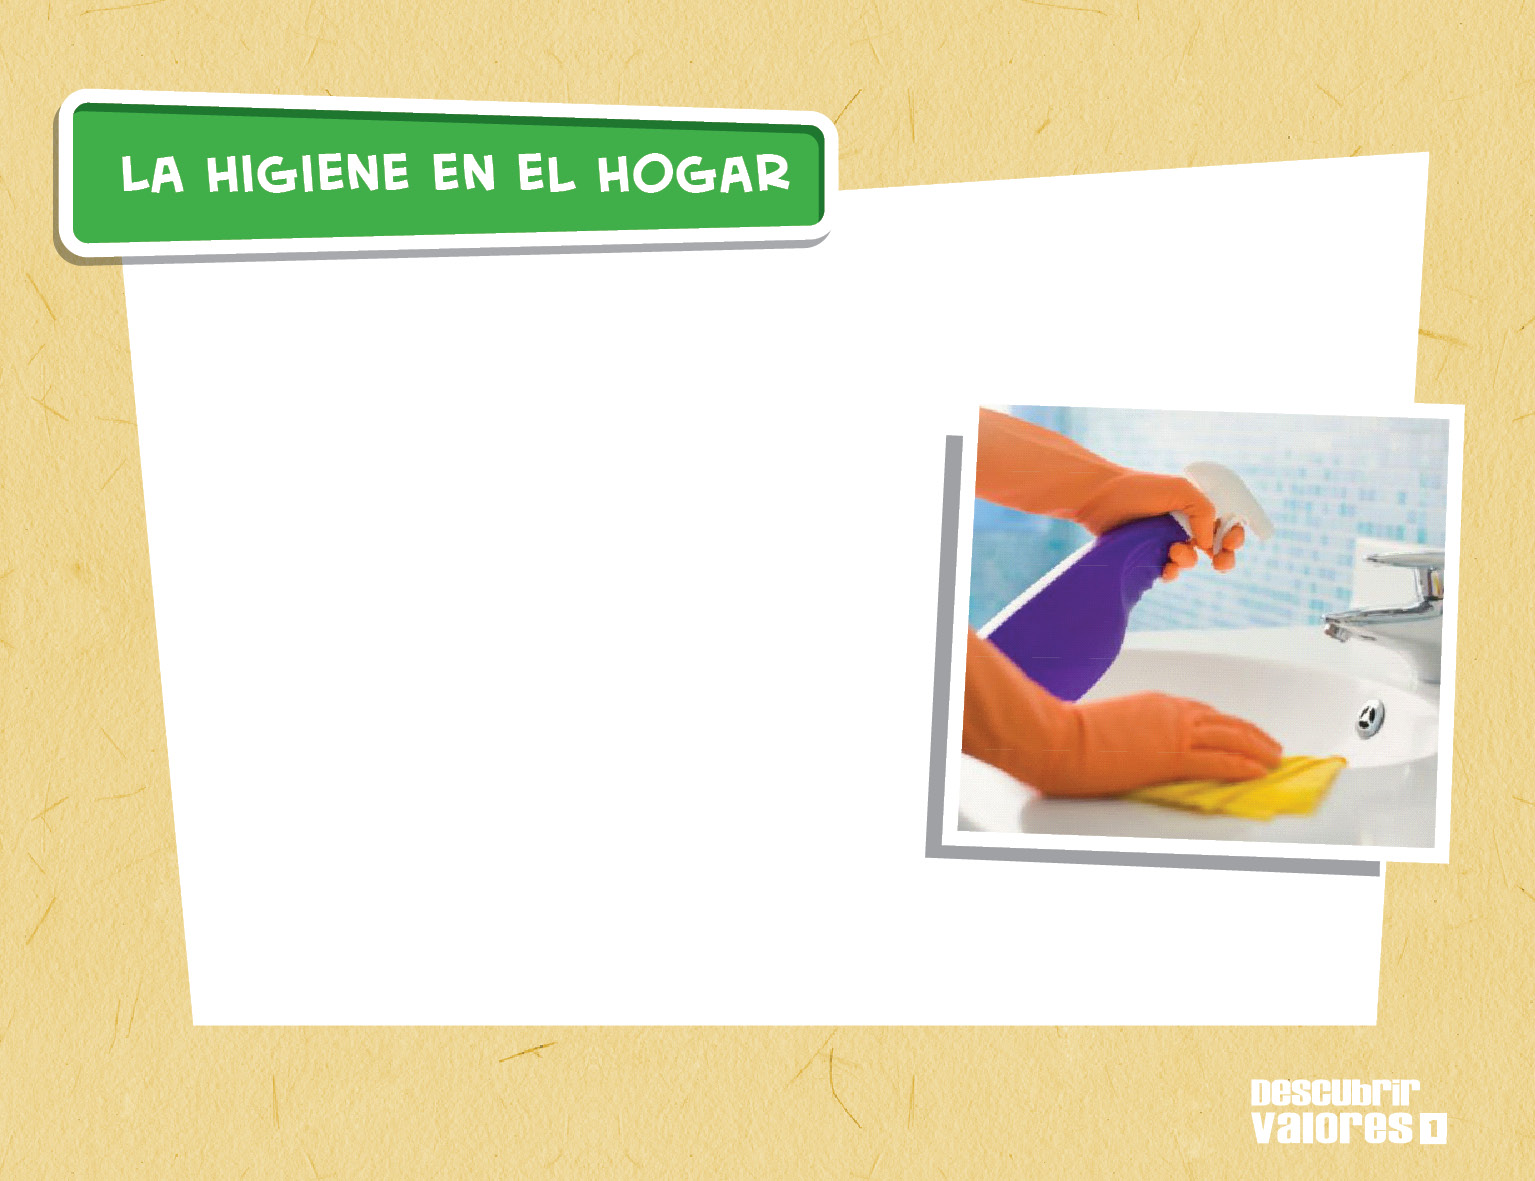 LA HIGIENE EN EL HOGAR
Descubrir
valores 1